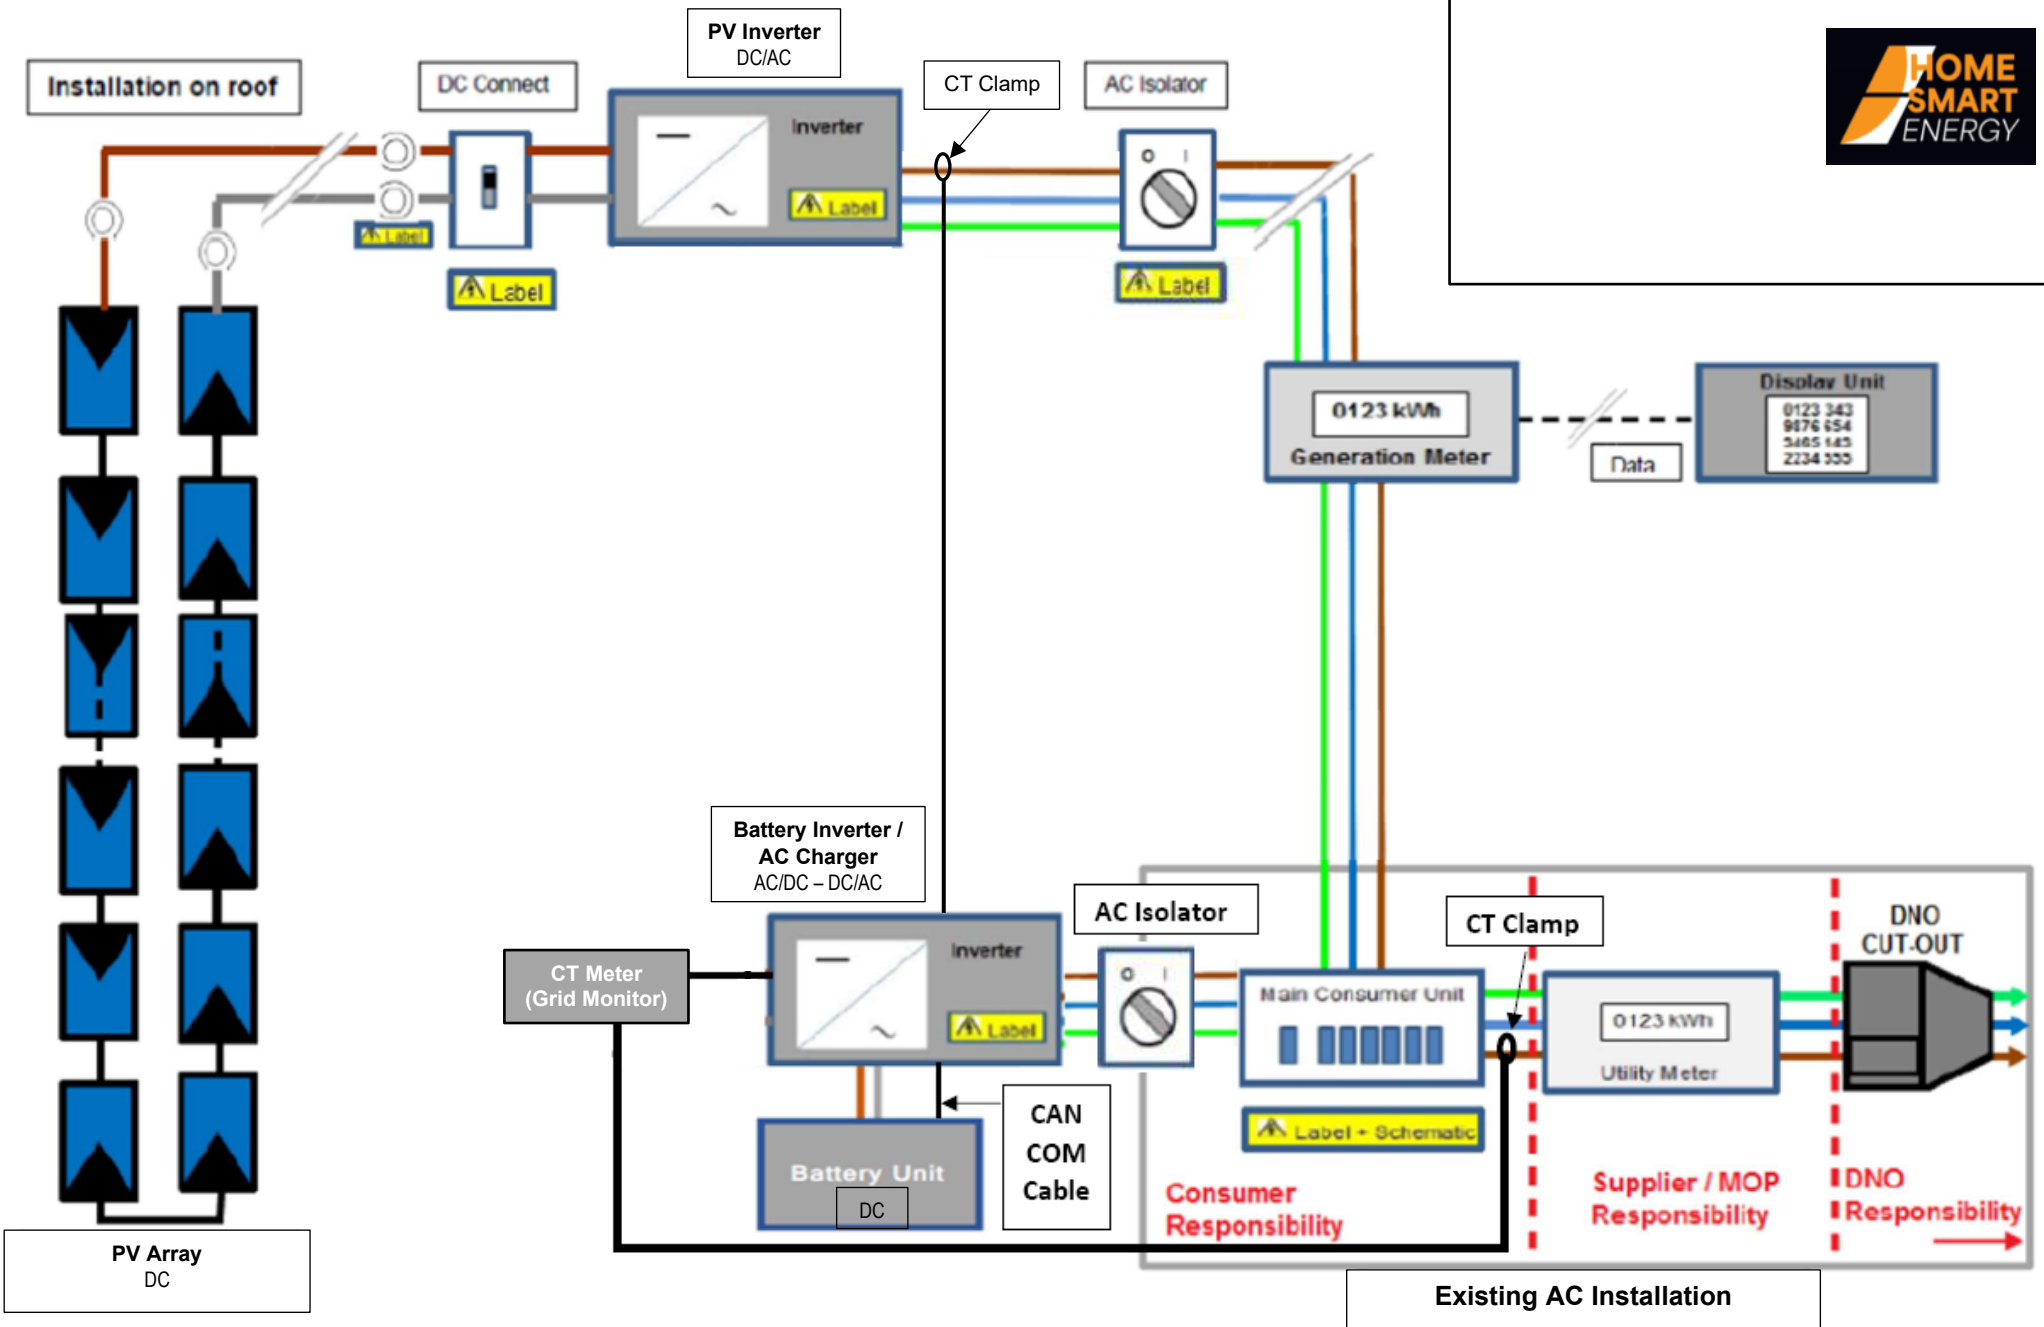 PV Inverter
DC/AC
HOME
SMART
ENERGY
Installation on roof
DC Connect
CT Clamp
AC Isolator
Inverter
O I
Label
Label
Label
Label
0123 kWh
Generation Meter
Data
Display Unit
0123 343
9876 654
3465 143
2234 555
Battery Inverter /
AC Charger
AC/DC – DC/AC
AC Isolator
CT Clamp
DNO
CUT-OUT
CT Meter
(Grid Monitor)
Inverter
Label
O I
Main Consumer Unit
0123 kWh
Utility Meter
Label + Schematic
CAN
COM
Cable
Battery Unit
DC
Consumer
Responsibility
Supplier / MOP
Responsibility
DNO
Responsibility
PV Array
DC
Existing AC Installation